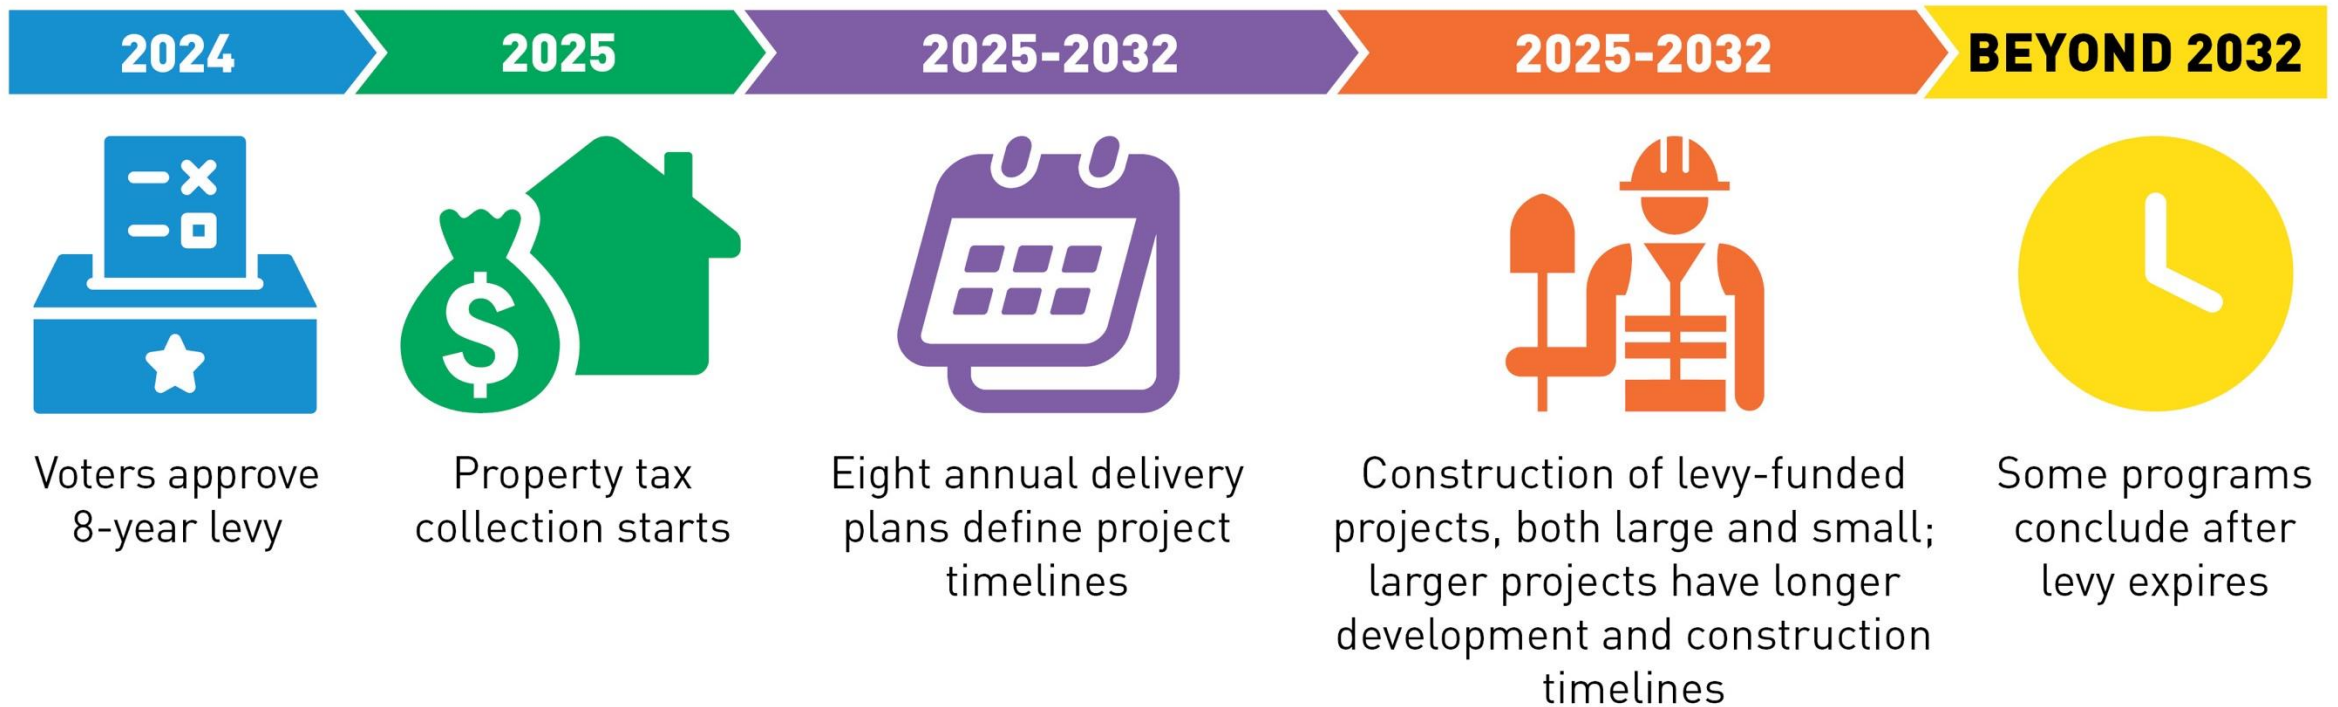 2024
2025
2025-2032
2025-2032
BEYOND 2032
$
Voters approve
8-year levy
Property tax
collection starts
Eight annual delivery
plans define project
timelines
Construction of levy-funded
projects, both large and small;
larger projects have longer
development and construction
timelines
Some programs
conclude after
levy expires